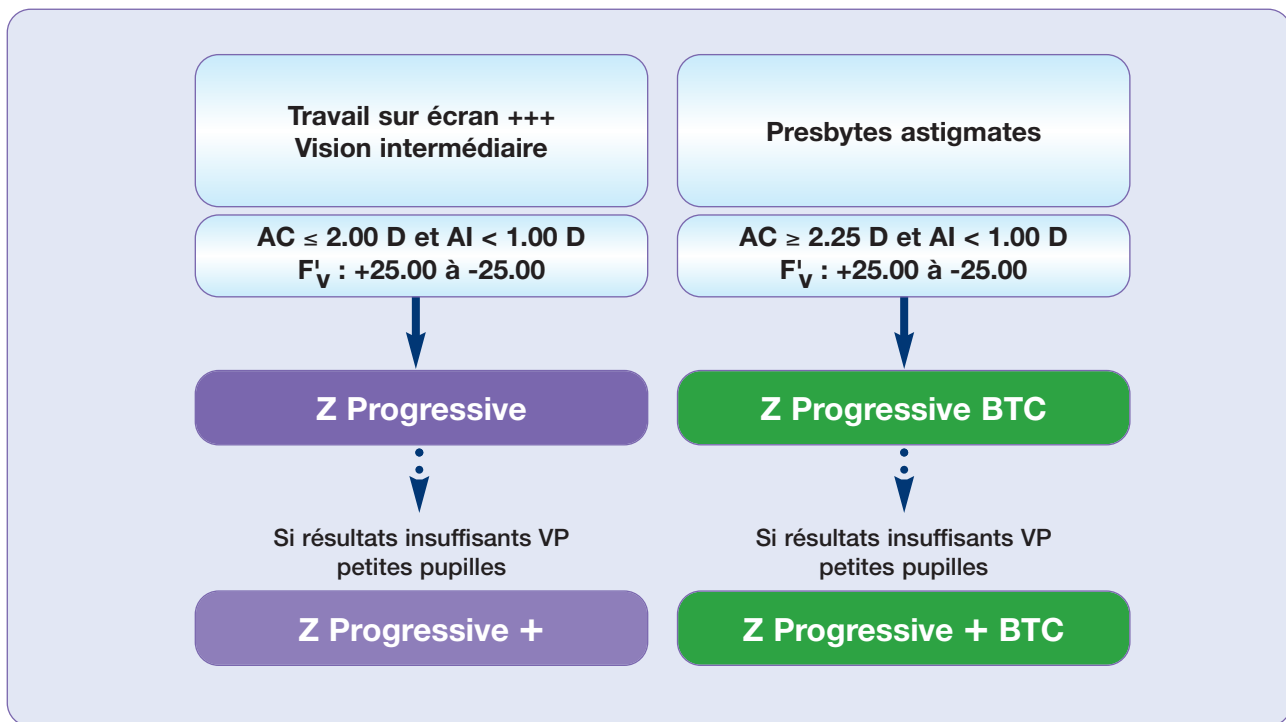 Travail sur écran +++
Vision intermédiaire
AC ≤ 2.00 D et AI < 1.00 D
F'v : +25.00 à -25.00
Z Progressive
Si résultats insuffisants VP
petites pupilles
Z Progressive +
Presbytes astigmates
AC ≥ 2.25 D et AI < 1.00 D
F'v : +25.00 à -25.00
Z Progressive BTC
Si résultats insuffisants VP
petites pupilles
Z Progressive + BTC